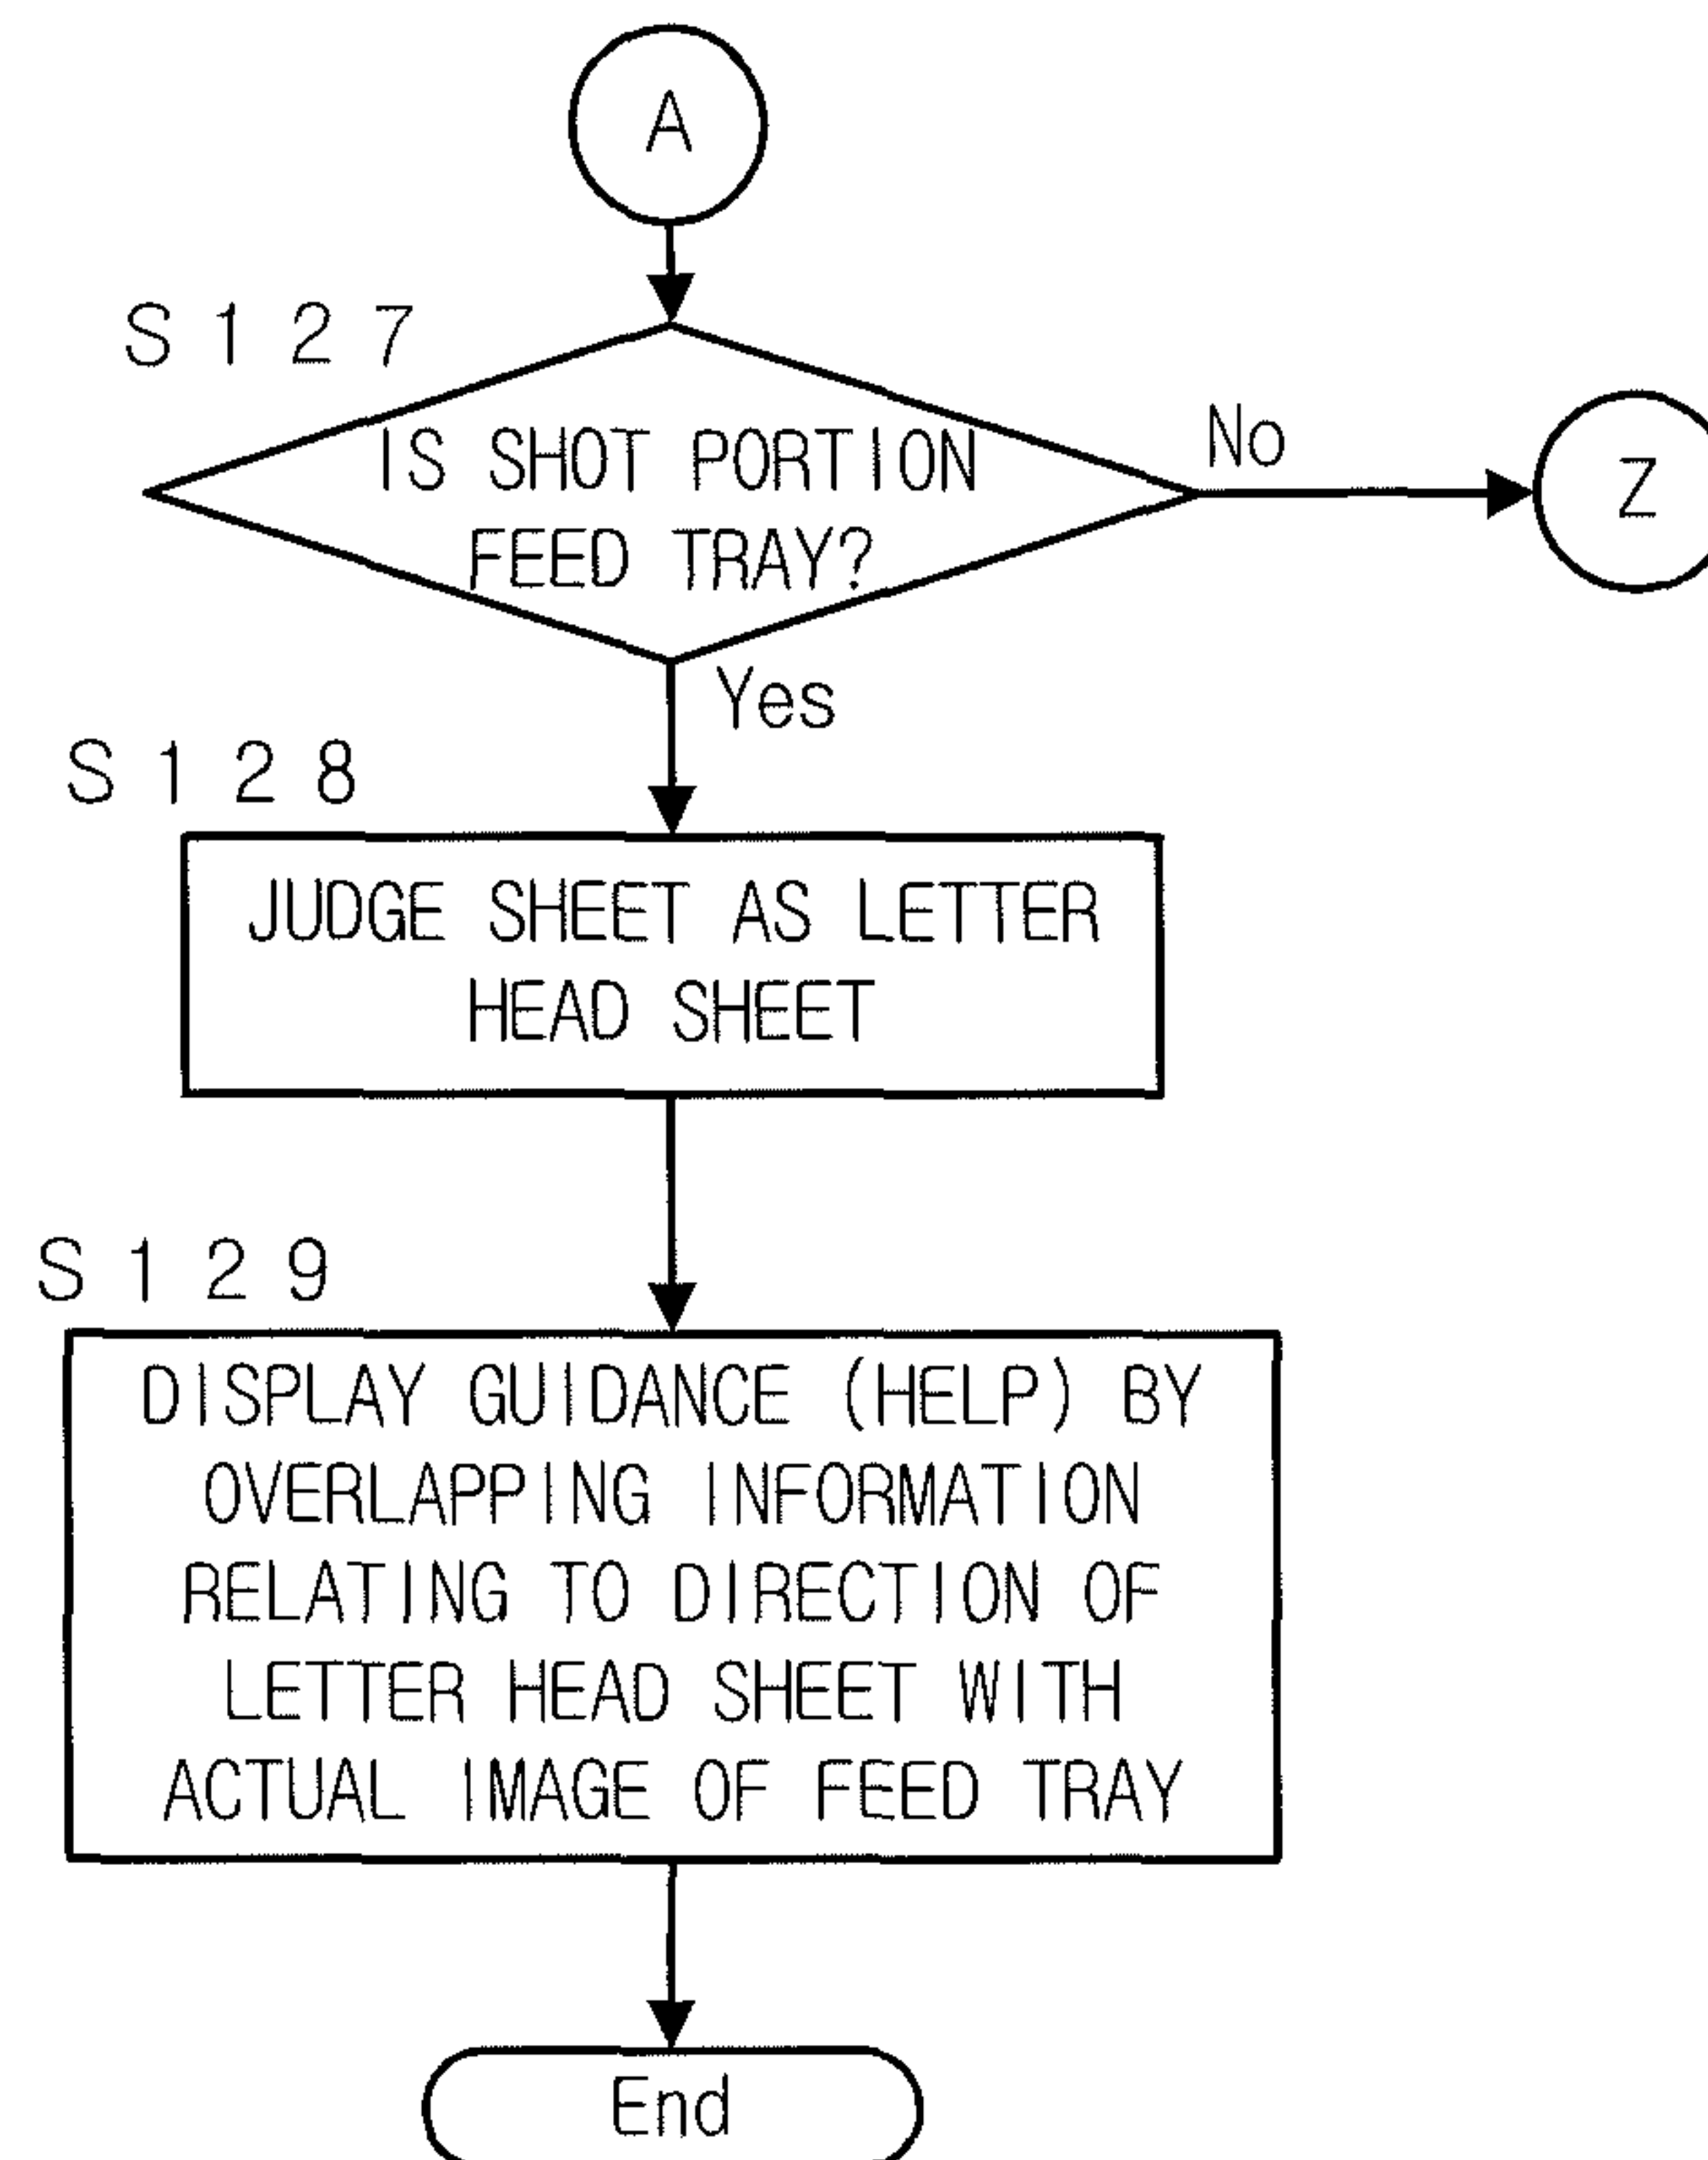 A
S127
IS SHOT PORTION
FEED TRAY?
No
Z
Yes
S128
JUDGE SHEET AS LETTER
HEAD SHEET
S129
DISPLAY GUIDANCE (HELP) BY
OVERLAPPING INFORMATION
RELATING TO DIRECTION OF
LETTER HEAD SHEET WITH
ACTUAL IMAGE OF FEED TRAY
End